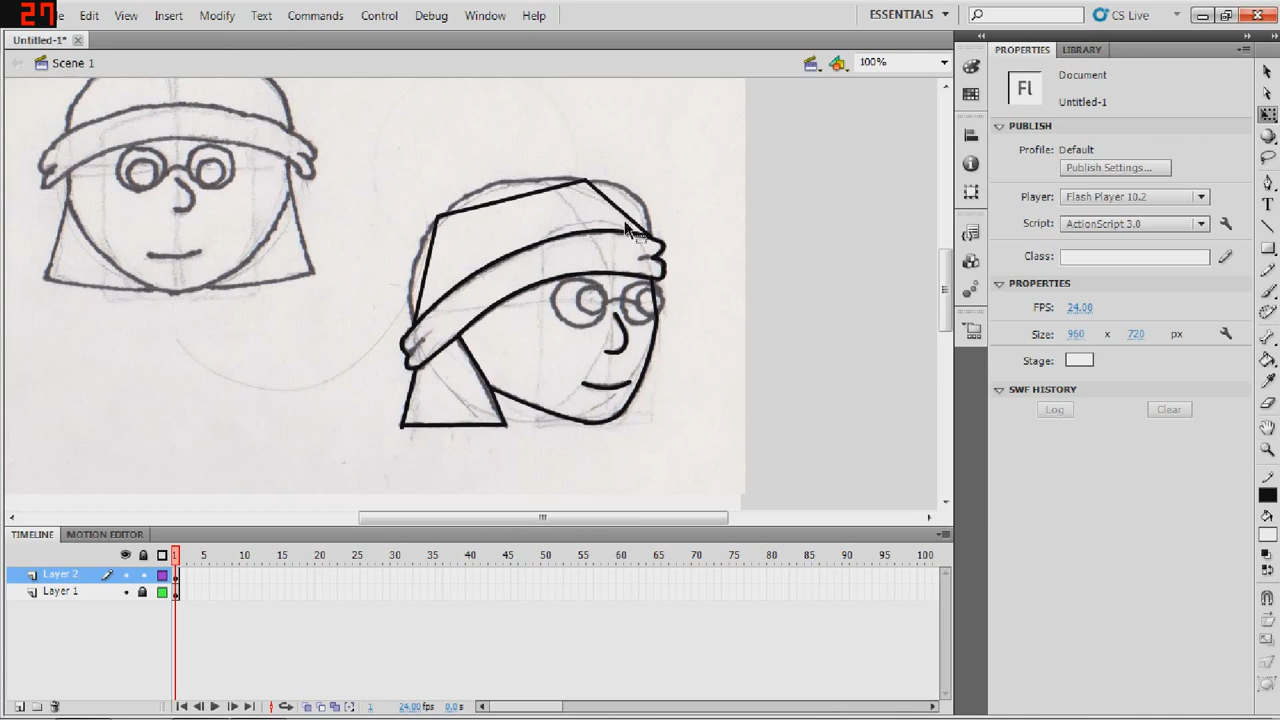 27
Edit View Insert Modify Text Commands Control Debug Window Help
ESSENTIALS
CS Live
Untitled-1*
Scene 1
100%
PROPERTIES LIBRARY
Fl
Document
Untitled-1
PUBLISH
Profile: Default
Publish Settings...
Player: Flash Player 10.2
Script: ActionScript 3.0
Class:
PROPERTIES
FPS: 24.00
Size: 960 x 720 px
Stage:
SWF HISTORY
Log Clear
TIMELINE MOTION EDITOR
1 5 10 15 20 25 30 35 40 45 50 55 60 65 70 75 80 85 90 95 100
Layer 2
Layer 1
1 24.00fps 0.0s